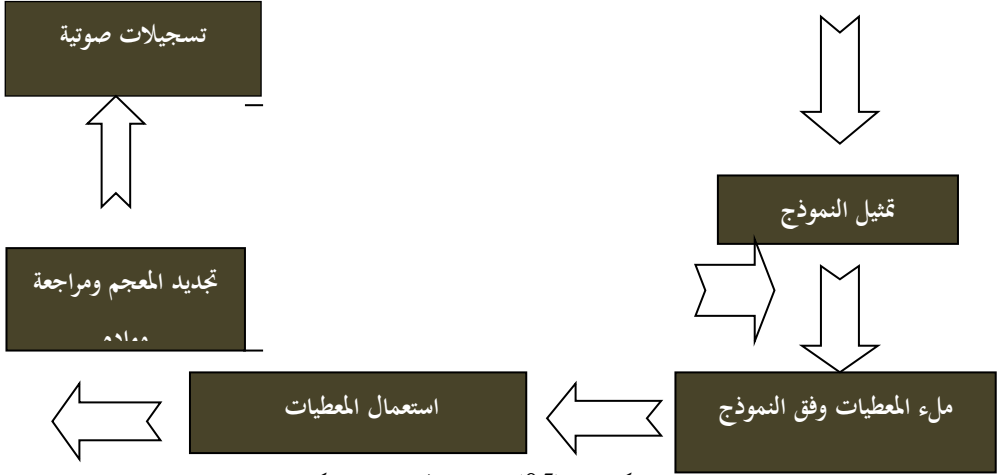 تسجيلات صوتية
تمثيل النموذج
تجديد المعجم ومراجعة
ملء المعطيات وفق النموذج
استعمال المعطيات